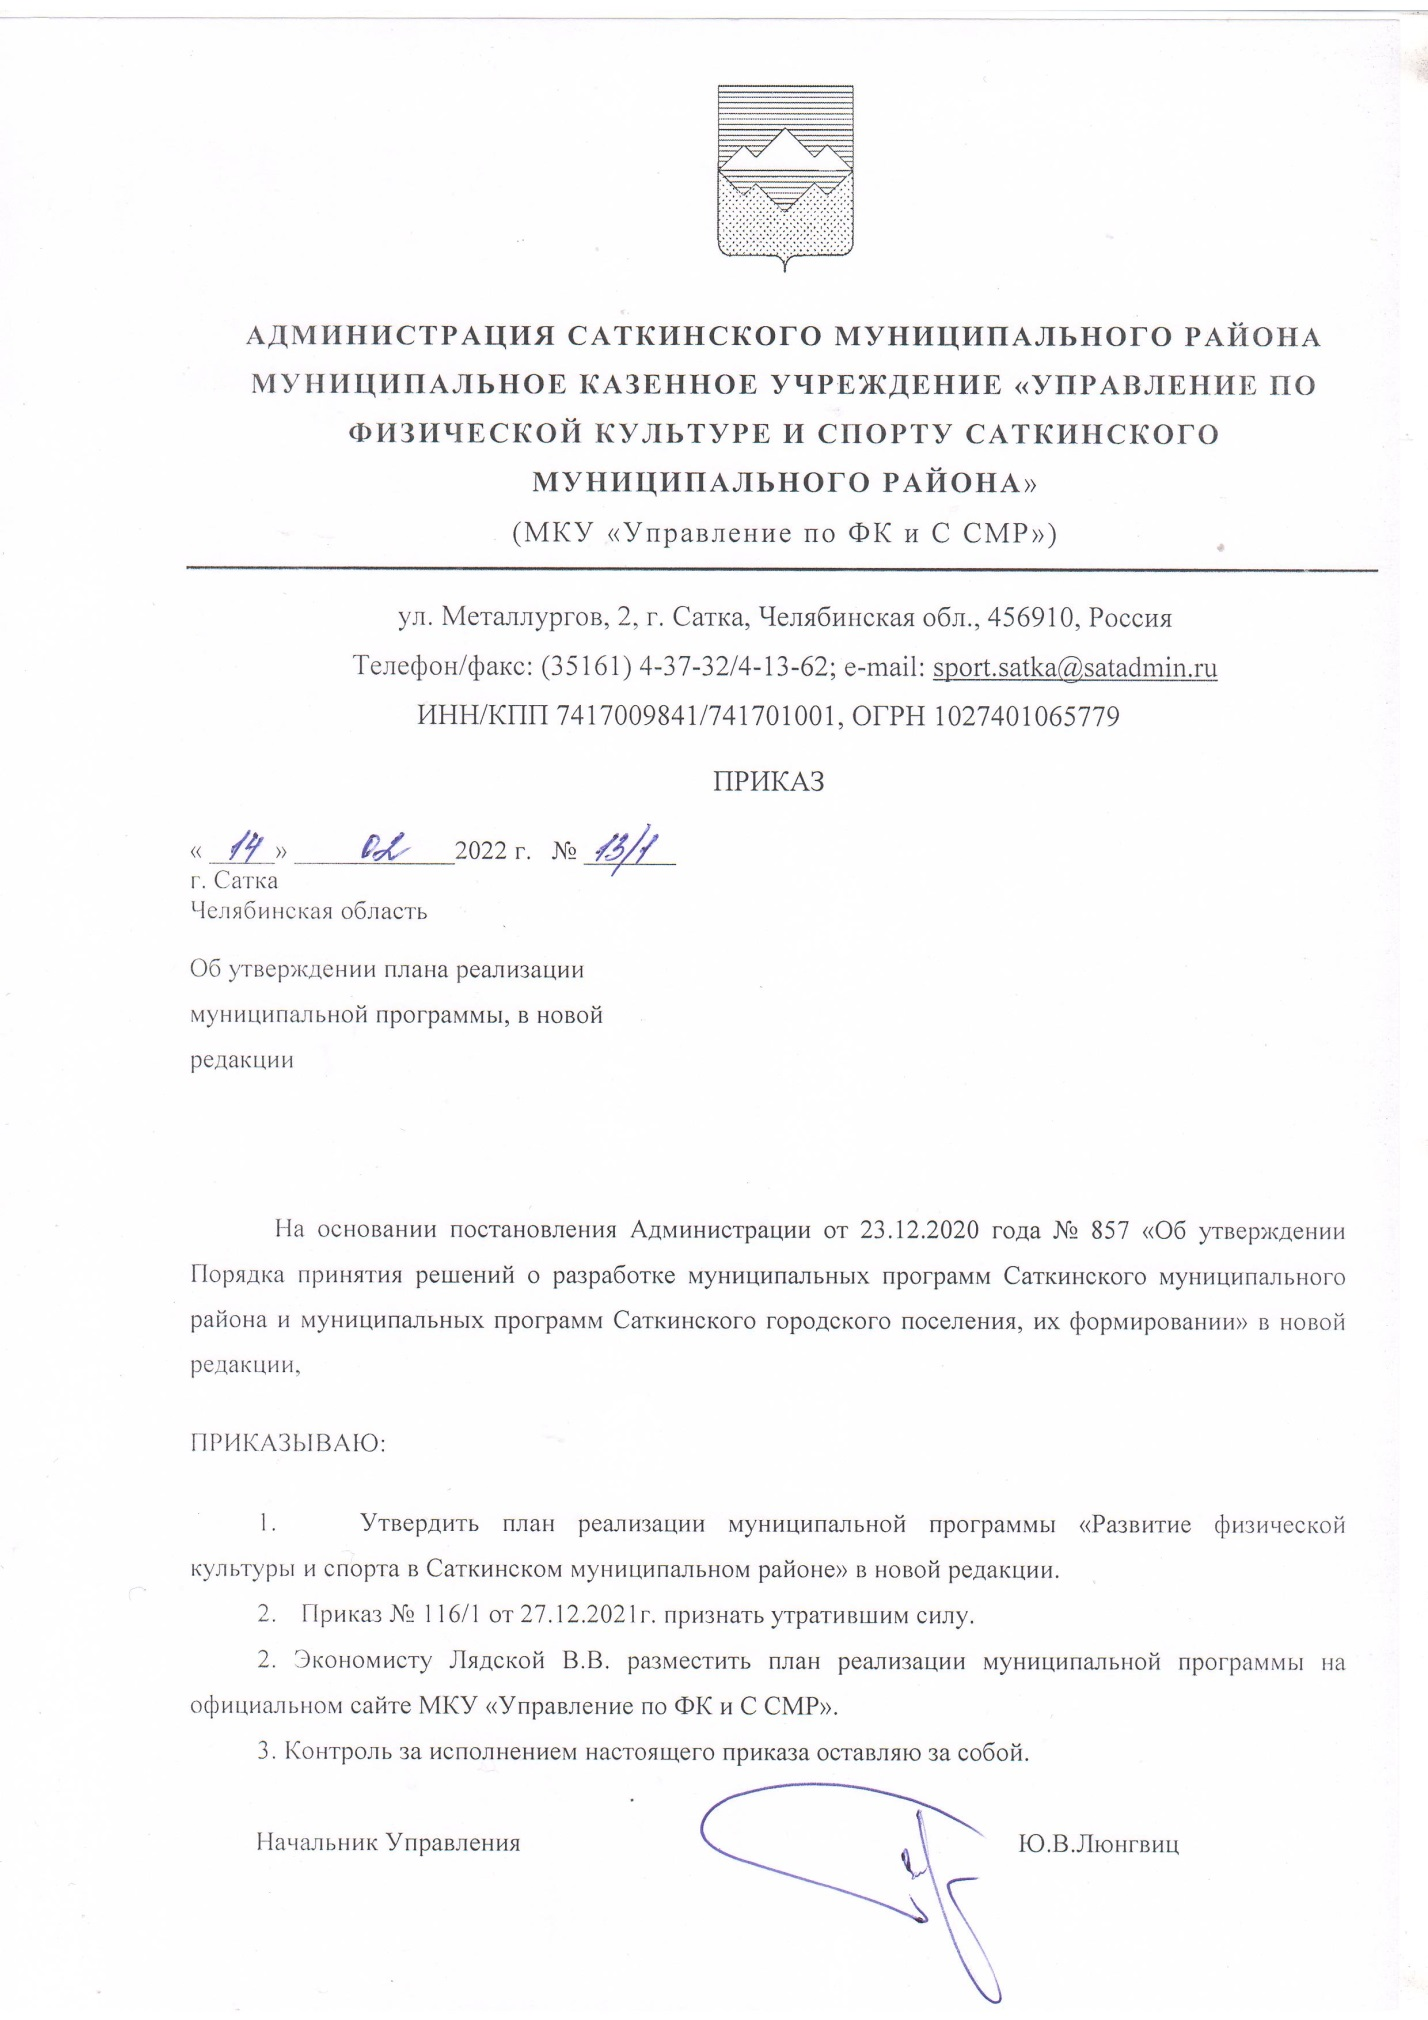 АДМИНИСТРАЦИЯ САТКИНСКОГО МУНИЦИПАЛЬНОГО РАЙОНА
МУНИЦИПАЛЬНОЕ КАЗЕННОЕ УЧРЕЖДЕНИЕ «УПРАВЛЕНИЕ ПО
ФИЗИЧЕСКОЙ КУЛЬТУРЕ И СПОРТУ САТКИНСКОГО
МУНИЦИПАЛЬНОГО РАЙОНА»
(МКУ «Управление по ФК и С СМР»)
ул. Металлургов, 2, г. Сатка, Челябинская обл., 456910, Россия
Телефон/факс: (35161) 4-37-32/4-13-62; e-mail: sport.satka@satadmin.ru
ИНН/КПП 7417009841/741701001, ОГРН 1027401065779
ПРИКАЗ
« 14 » 02 2022 г. № 13/1
г. Сатка
Челябинская область
Об утверждении плана реализации
муниципальной программы, в новой
редакции
На основании постановления Администрации от 23.12.2020 года № 857 «Об утверждении
Порядка принятия решений о разработке муниципальных программ Саткинского муниципального
района и муниципальных программ Саткинского городского поселения, их формировании» в новой
редакции,
ПРИКАЗЫВАЮ:
1. Утвердить план реализации муниципальной программы «Развитие физической
культуры и спорта в Саткинском муниципальном районе» в новой редакции.
2. Приказ № 116/1 от 27.12.2021г. признать утратившим силу.
2. Экономисту Лядской В.В. разместить план реализации муниципальной программы на
официальном сайте МКУ «Управление по ФК и С СМР».
3. Контроль за исполнением настоящего приказа оставляю за собой.
Начальник Управления Ю.В.Люнгвиц